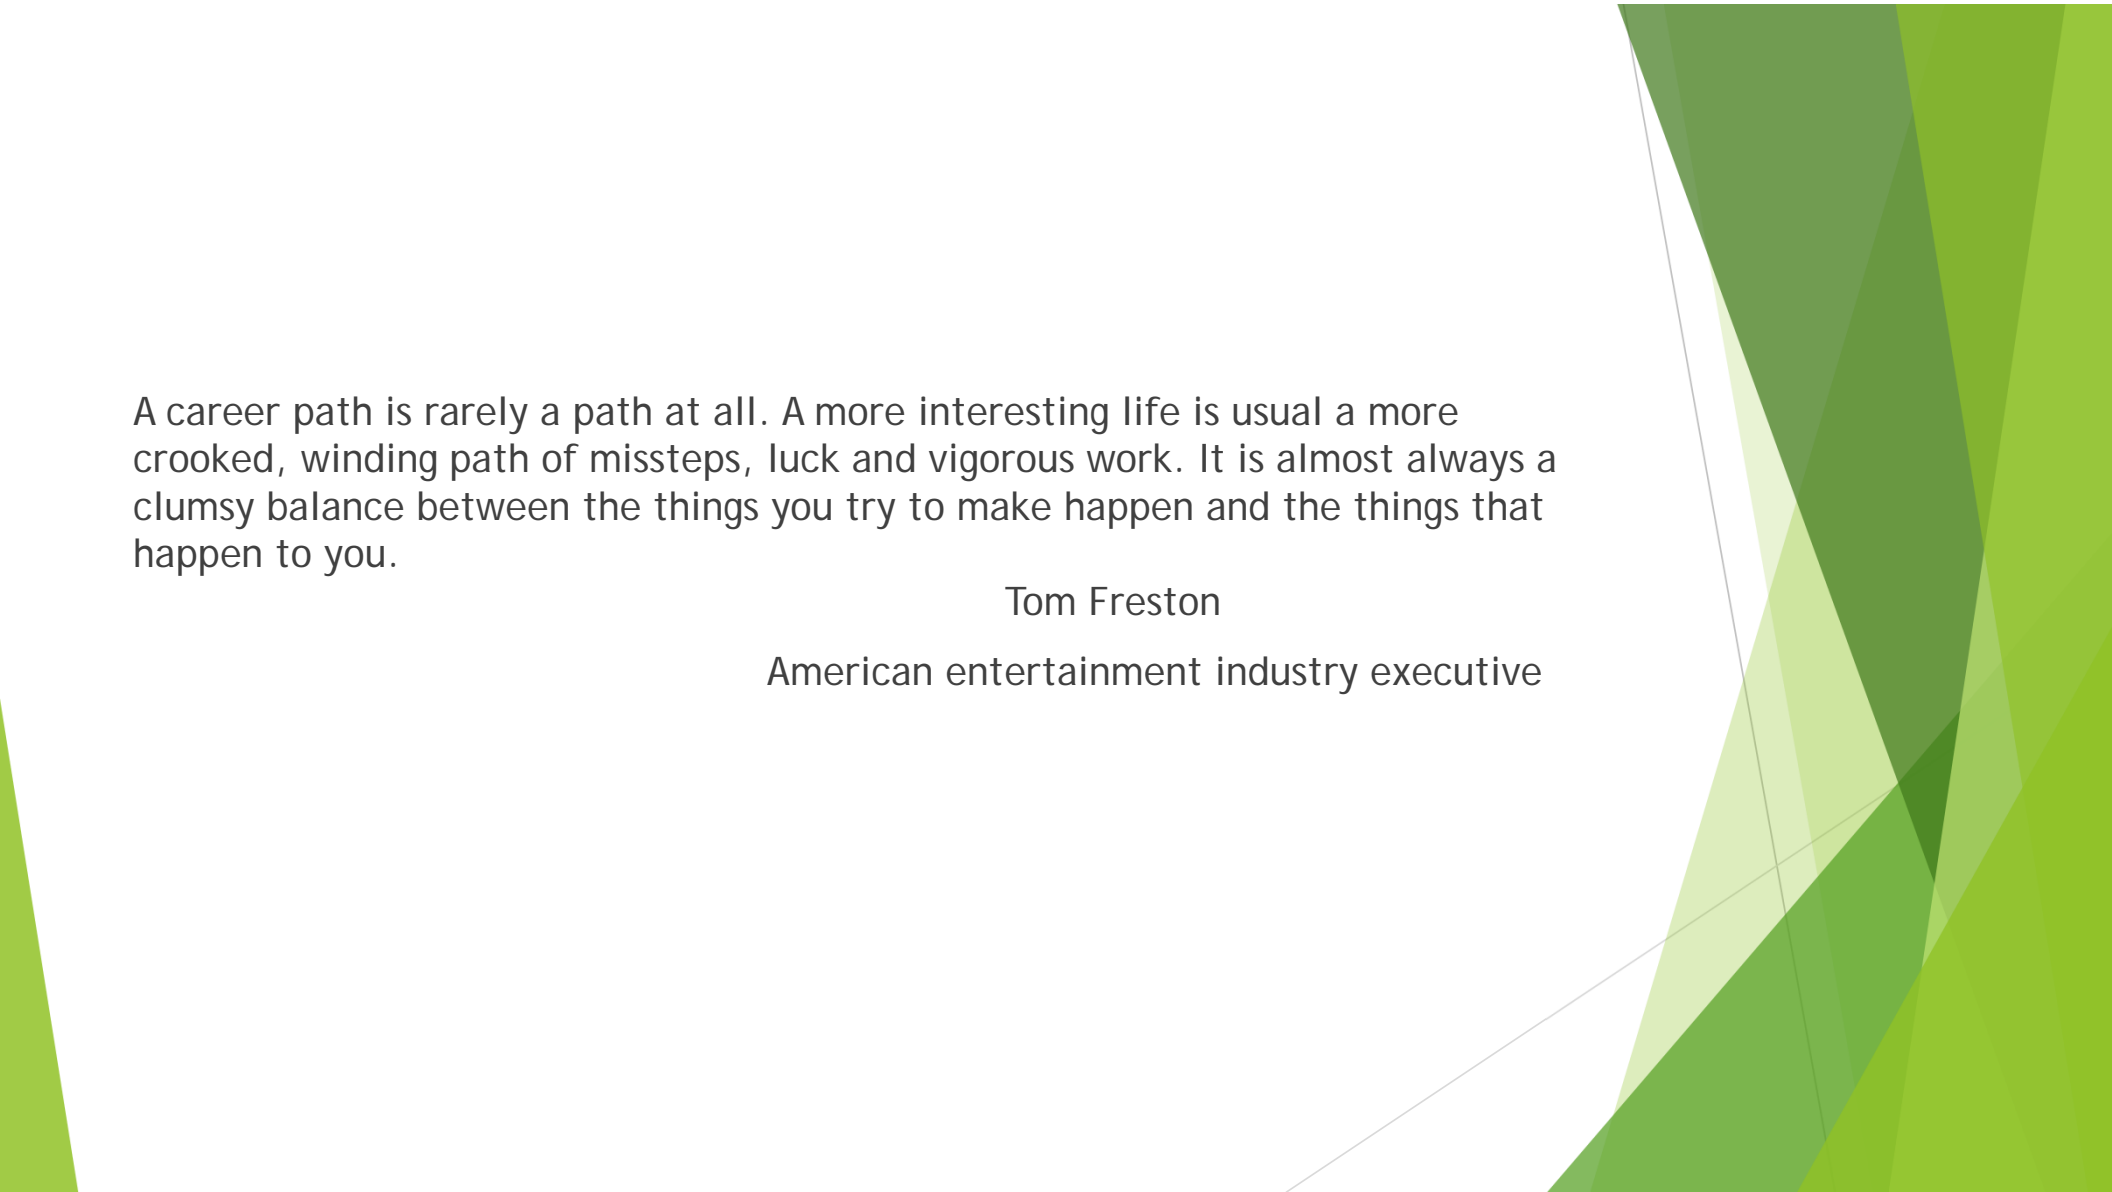 A career path is rarely a path at all. A more interesting life is usual a more
crooked, winding path of missteps, luck and vigorous work. It is almost always a
clumsy balance between the things you try to make happen and the things that
happen to you.
Tom Freston
American entertainment industry executive